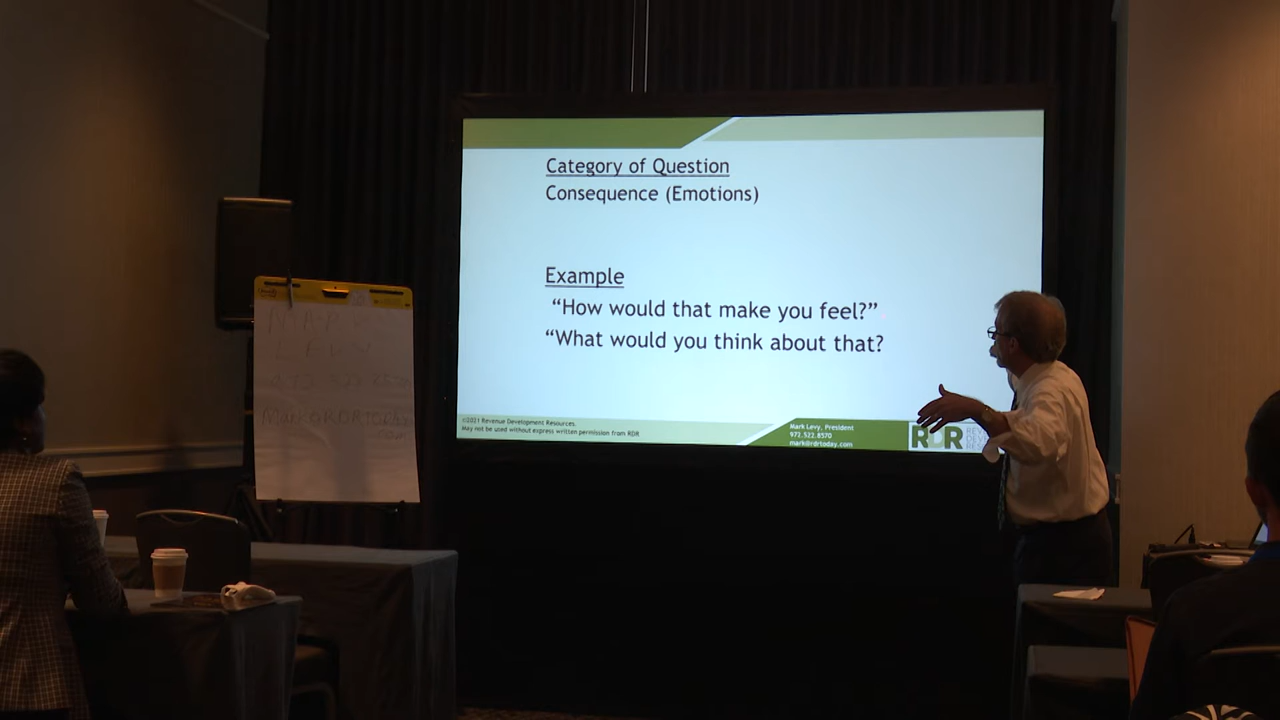 Category of Question
Consequence (Emotions)
Example
“How would that make you feel?”
“What would you think about that?
©2021 Revenue Development Resources.
May not be used without express written permission from RDR
Mark Levy, President
972.522.8570
mark@rdrtoday.com
RDR
MARK
LEVY